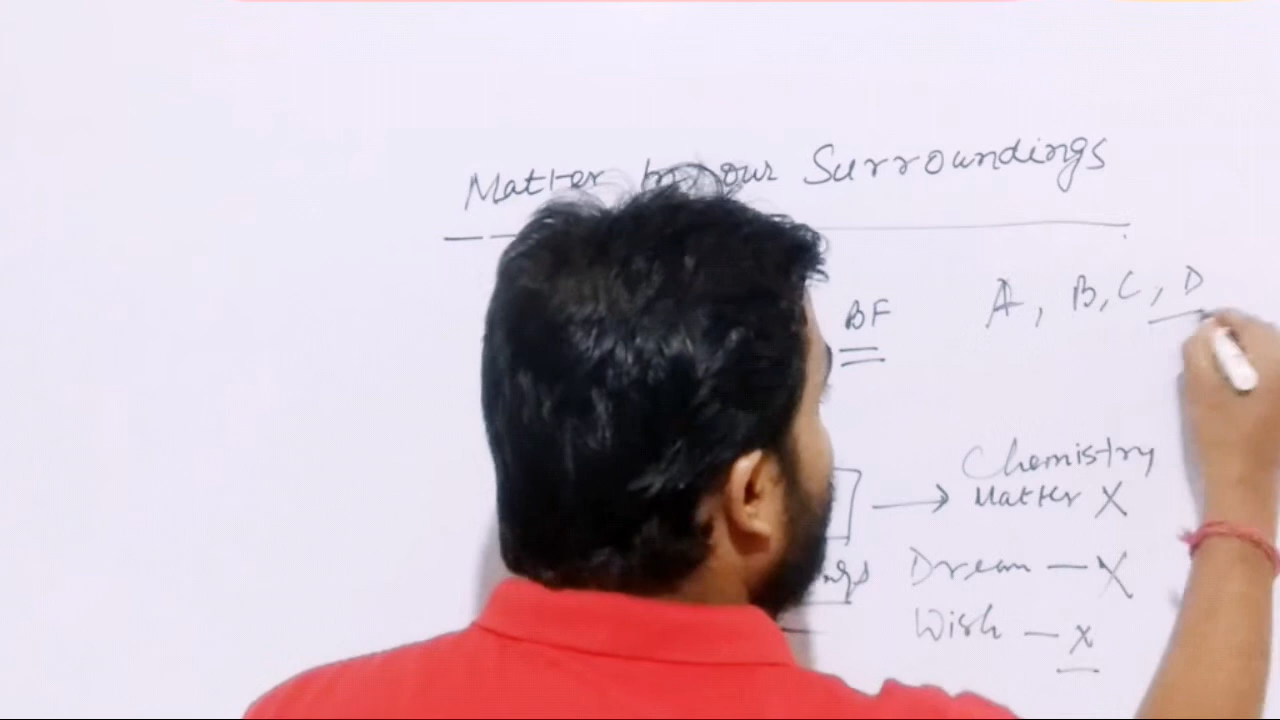 Matter in our Surroundings
BF
A, B, C, D
Chemistry
Matter X
Dream — X
Wish — x